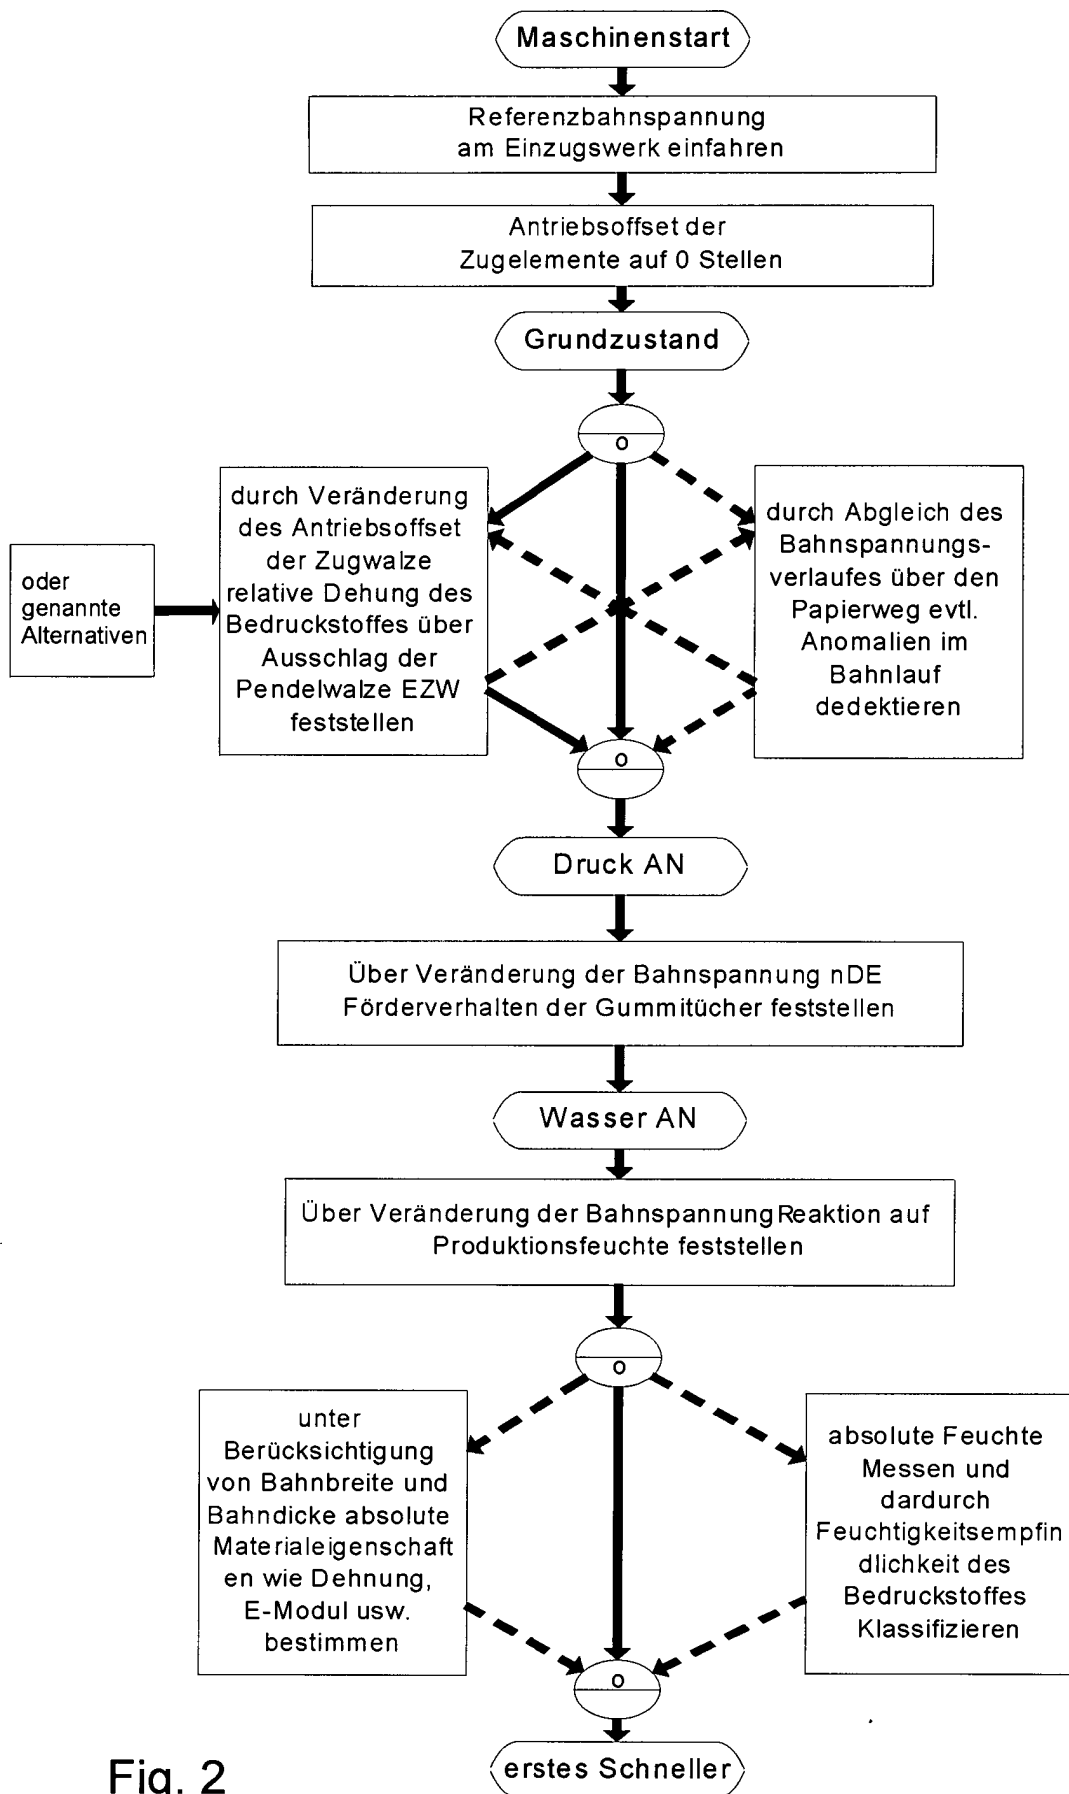 Maschinenstart
Referenzbahnspannung
am Einzugswerk einfahren
Antriebsoffset der
Zugelemente auf 0 Stellen
Grundzustand
O
durch Veränderung
des Antriebsoffset
der Zugwalze
relative Dehung des
Bedruckstoffes über
Ausschlag der
Pendelwalze EZW
feststellen
oder
genannte
Alternativen
durch Abgleich des
Bahnspannungs-
verlaufes über den
Papierweg evtl.
Anomalien im
Bahnlauf
dedektieren
O
Druck AN
Über Veränderung der Bahnspannung nDE
Förderverhalten der Gummitücher feststellen
Wasser AN
Über Veränderung der Bahnspannung Reaktion auf
Produktionsfeuchte feststellen
O
unter
Berücksichtigung
von Bahnbreite und
Bahndicke absolute
Materialeigenschaft
en wie Dehnung,
E-Modul usw.
bestimmen
absolute Feuchte
Messen und
dardurch
Feuchtigkeitsempfin
dlichkeit des
Bedruckstoffes
Klassifizieren
O
erstes Schneller
Fig. 2